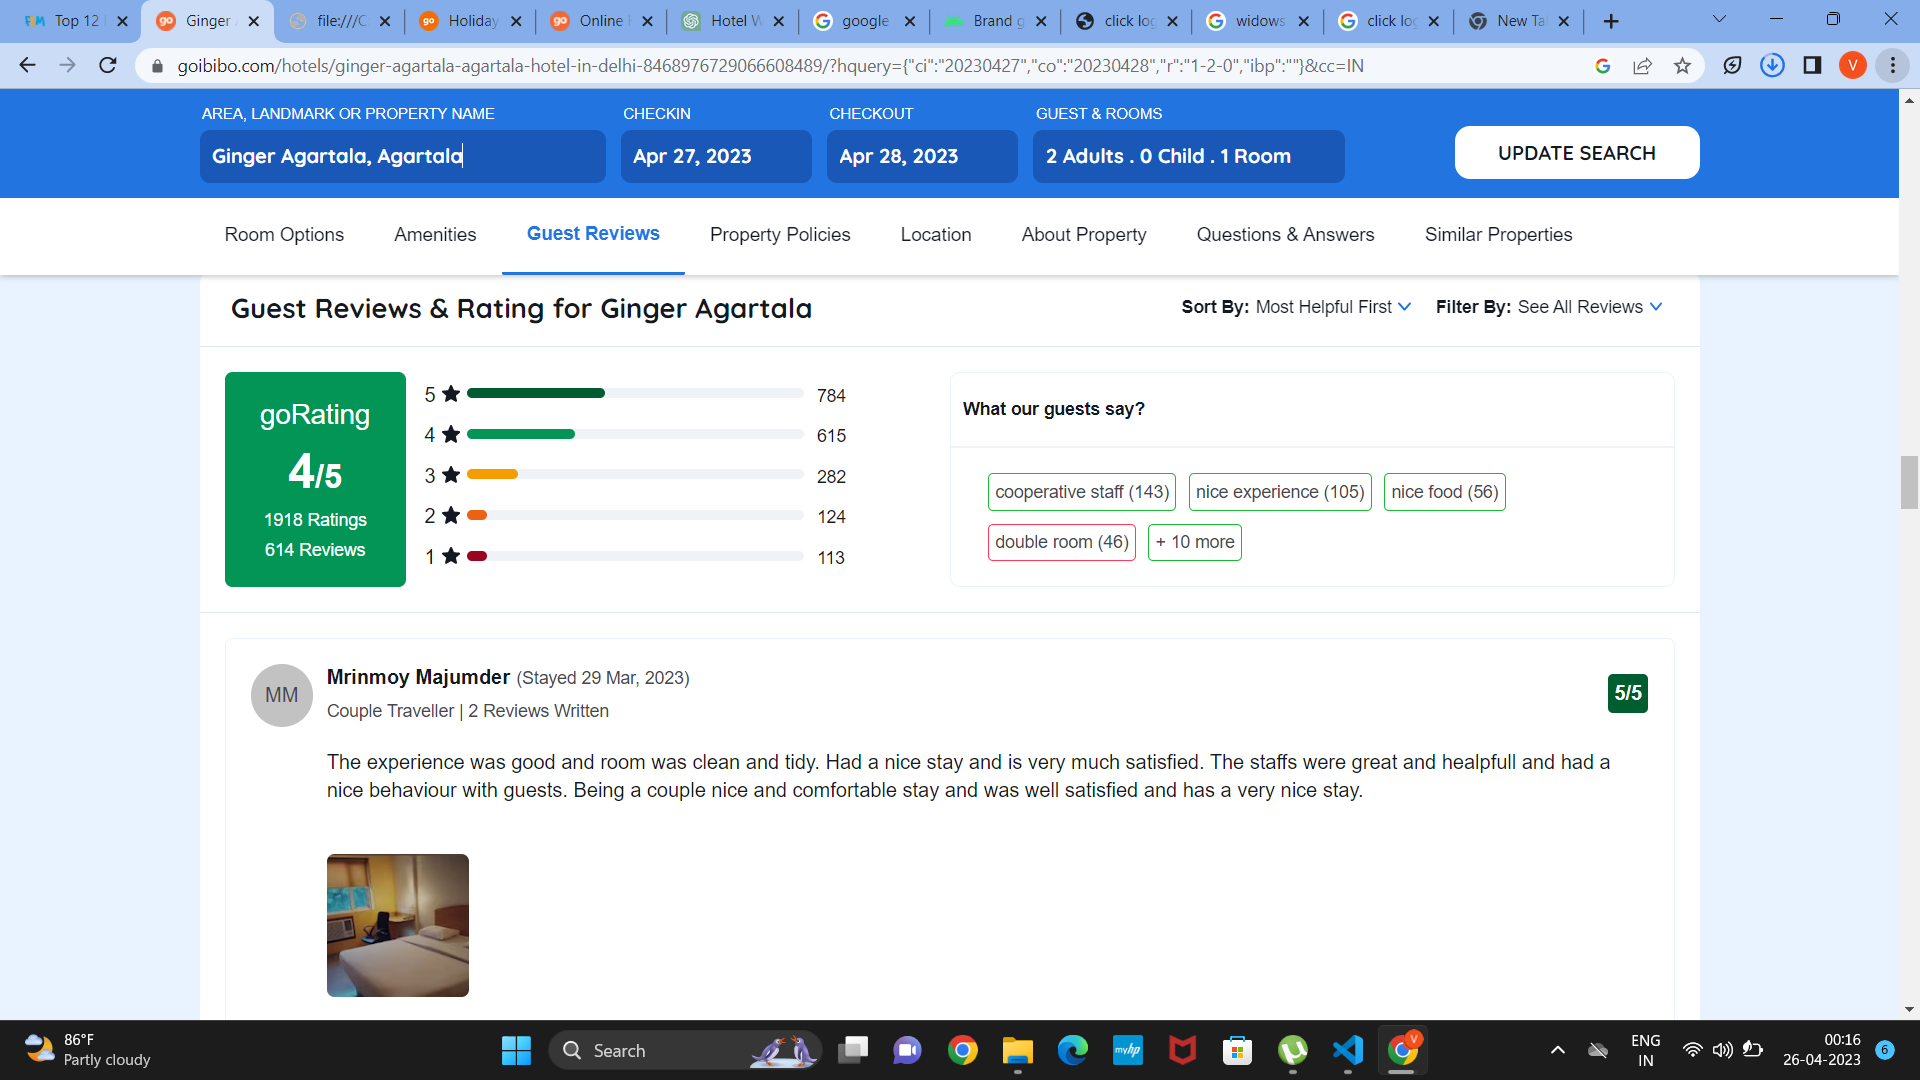 Top 12
Ginger
file:///C
Holiday
Online
Hotel W
google
Brand g
click log
widows
click log
New Ta
goibibo.com/hotels/ginger-agartala-agartala-hotel-in-delhi-8468976729066608489/?hquery={"ci":"20230427","co":"20230428","r":"1-2-0","ibp":""}&cc=IN
V
AREA, LANDMARK OR PROPERTY NAME
CHECKIN
CHECKOUT
GUEST & ROOMS
Ginger Agartala, Agartala
Apr 27, 2023
Apr 28, 2023
2 Adults . 0 Child . 1 Room
UPDATE SEARCH
Room Options
Amenities
Guest Reviews
Property Policies
Location
About Property
Questions & Answers
Similar Properties
Guest Reviews & Rating for Ginger Agartala
Sort By: Most Helpful First
Filter By: See All Reviews
goRating
4/5
1918 Ratings
614 Reviews
5 ★ 784
4 ★ 615
3 ★ 282
2 ★ 124
1 ★ 113
What our guests say?
cooperative staff (143)
nice experience (105)
nice food (56)
double room (46)
+ 10 more
MM
Mrinmoy Majumder (Stayed 29 Mar, 2023)
Couple Traveller | 2 Reviews Written
5/5
The experience was good and room was clean and tidy. Had a nice stay and is very much satisfied. The staffs were great and healpfull and had a
nice behaviour with guests. Being a couple nice and comfortable stay and was well satisfied and has a very nice stay.
86°F
Partly cloudy
Search
myhp
V
ENG
IN
00:16
26-04-2023
6